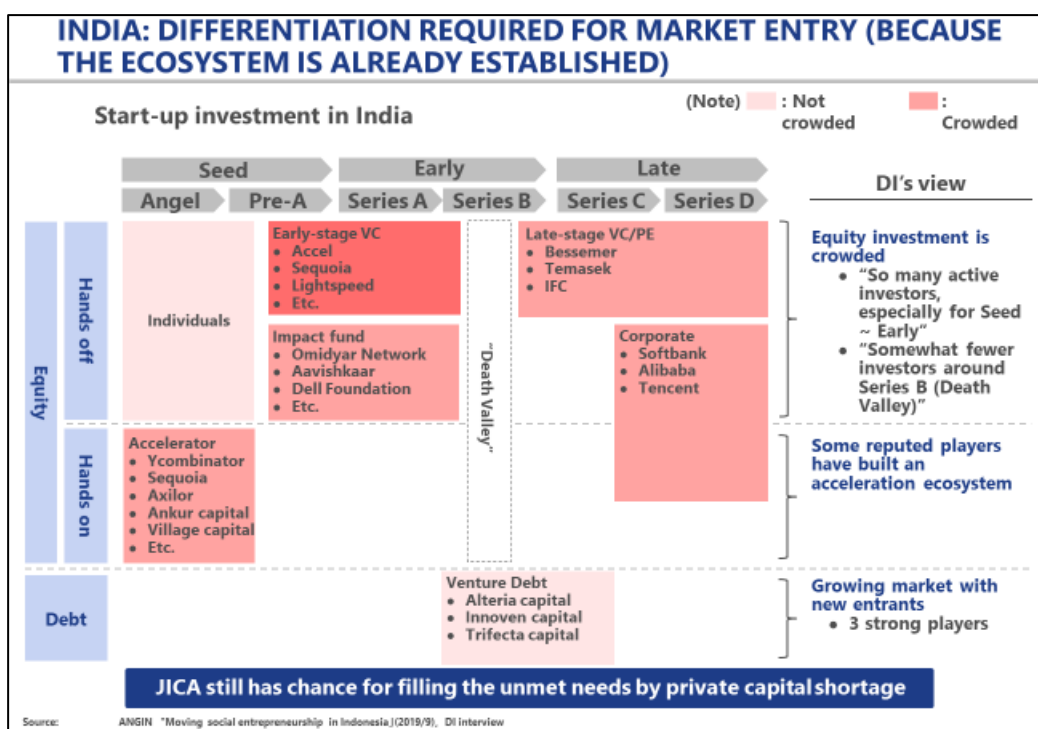 INDIA: DIFFERENTIATION REQUIRED FOR MARKET ENTRY (BECAUSE
THE ECOSYSTEM IS ALREADY ESTABLISHED)
Start-up investment in India
(Note) : Not
crowded
:
Crowded
Seed
Early
Late
Angel
Pre-A
Series A
Series B
Series C
Series D
DI's view
Equity
Hands off
Individuals
Early-stage VC
• Accel
• Sequoia
• Lightspeed
• Etc.
Impact fund
• Omidyar Network
• Aavishkaar
• Dell Foundation
• Etc.
"Death Valley"
Late-stage VC/PE
• Bessemer
• Temasek
• IFC
Corporate
• Softbank
• Alibaba
• Tencent
Equity investment is
crowded
• "So many active
investors,
especially for Seed
~ Early"
• "Somewhat fewer
investors around
Series B (Death
Valley)"
Hands on
Accelerator
• Ycombinator
• Sequoia
• Axilor
• Ankur capital
• Village capital
• Etc.
Some reputed players
have built an
acceleration ecosystem
Debt
Venture Debt
• Alteria capital
• Innoven capital
• Trifecta capital
Growing market with
new entrants
• 3 strong players
JICA still has chance for filling the unmet needs by private capital shortage
Source: ANGIN "Moving social entrepreneurship in Indonesia」(2019/9), DI interview